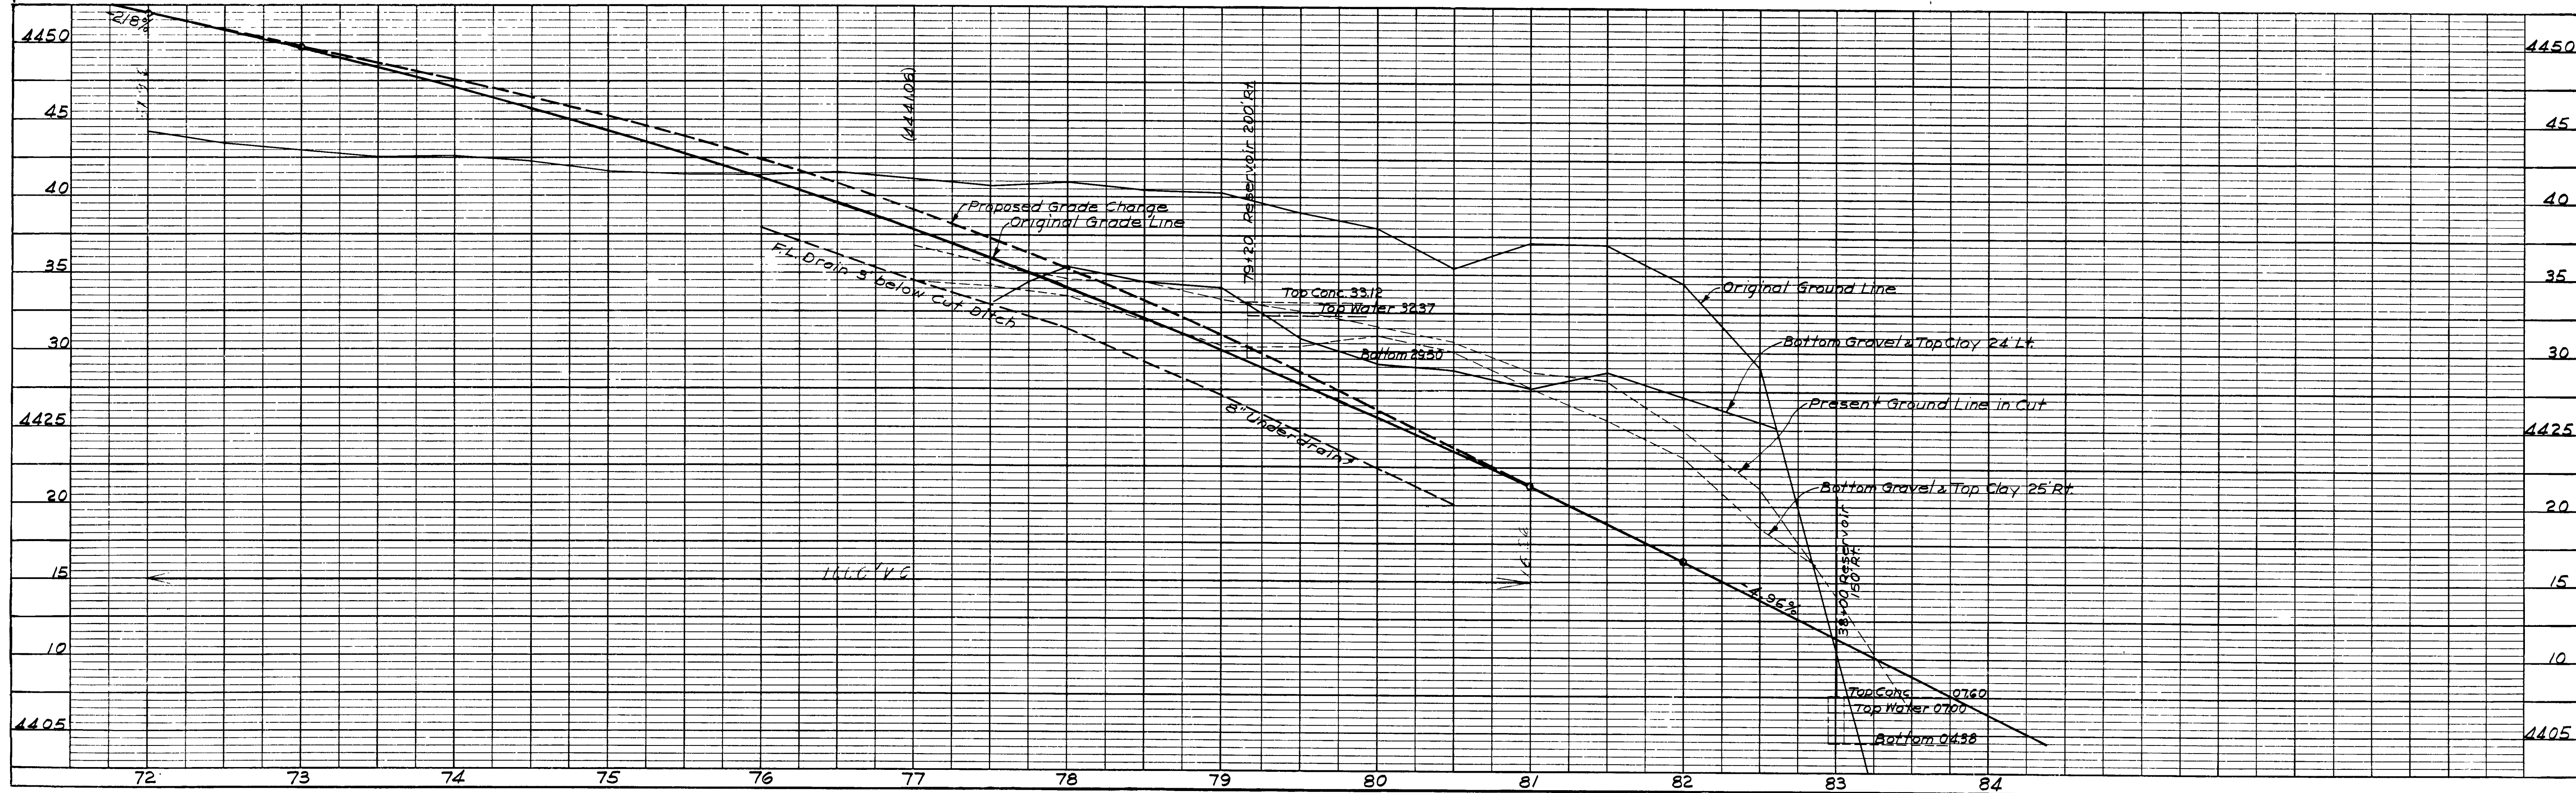 -2.18%
4450
45
40
35
30
4425
20
15
10
4405
(4441.06)
79+20 Reservoir 200' Rt.
Proposed Grade Change
Original Grade Line
F.L. Drain 3' below Cut Ditch
8" Underdrain
Top Conc. 33.12
Top Water 32.37
Bottom 29.50
Original Ground Line
Bottom Gravel & Top Clay 24' Lt.
Present Ground Line in Cut
Bottom Gravel & Top Clay 25' Rt.
-4.96%
38+00 Reservoir
150' Rt.
Top Conc. 07.60
Top Water 07.00
Bottom 04.38
4450
45
40
35
30
4425
20
15
10
4405
72 73 74 75 76 77 78 79 80 81 82 83 84